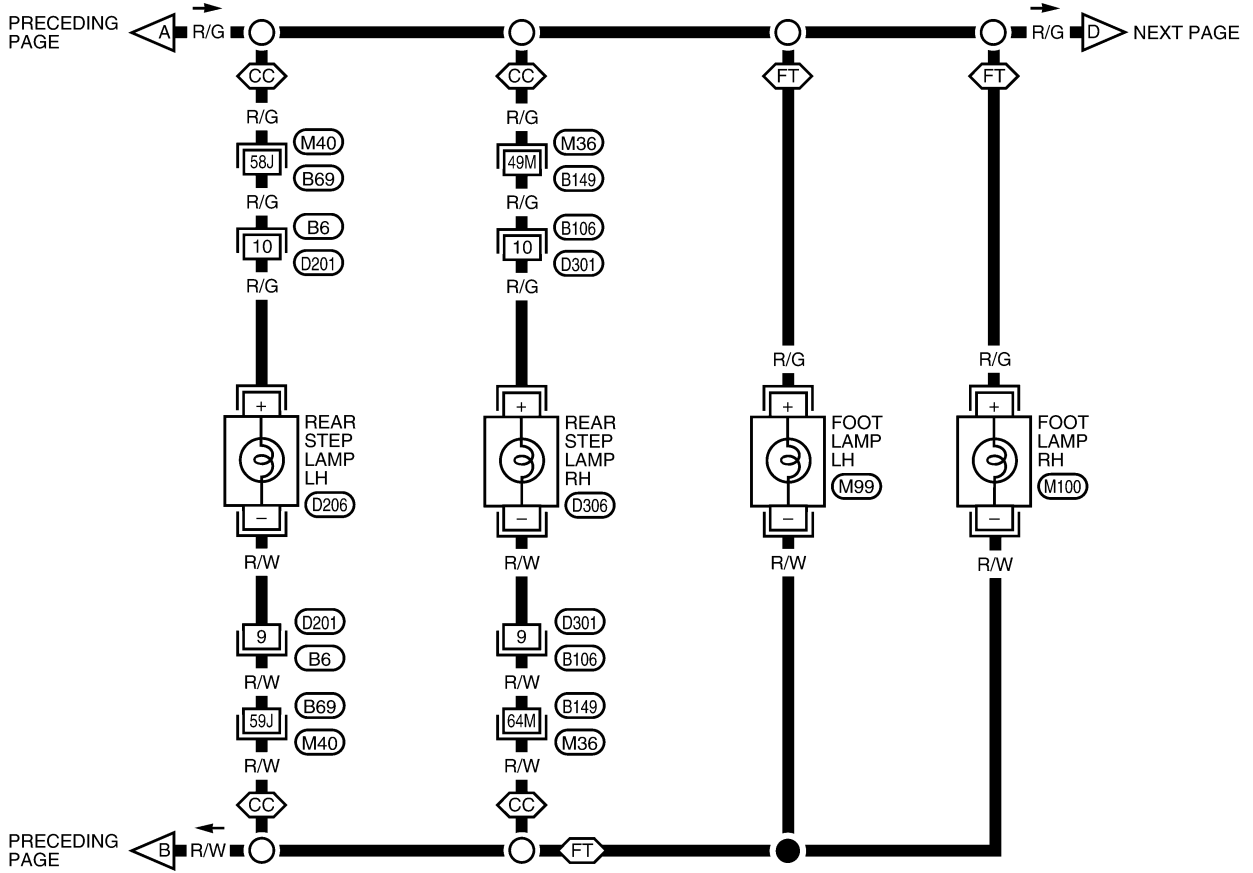 PRECEDING
PAGE
A
R/G
R/G
D
NEXT PAGE
CC
CC
FT
FT
R/G
R/G
58J
M40
B69
49M
M36
B149
R/G
R/G
10
B6
D201
10
B106
D301
R/G
R/G
R/G
R/G
+
+
+
+
REAR
STEP
LAMP
LH
D206
REAR
STEP
LAMP
RH
D306
FOOT
LAMP
LH
M99
FOOT
LAMP
RH
M100
–
–
–
–
R/W
R/W
R/W
R/W
9
D201
B6
9
D301
B106
R/W
R/W
59J
B69
M40
64M
B149
M36
R/W
R/W
CC
CC
PRECEDING
PAGE
B
R/W
FT